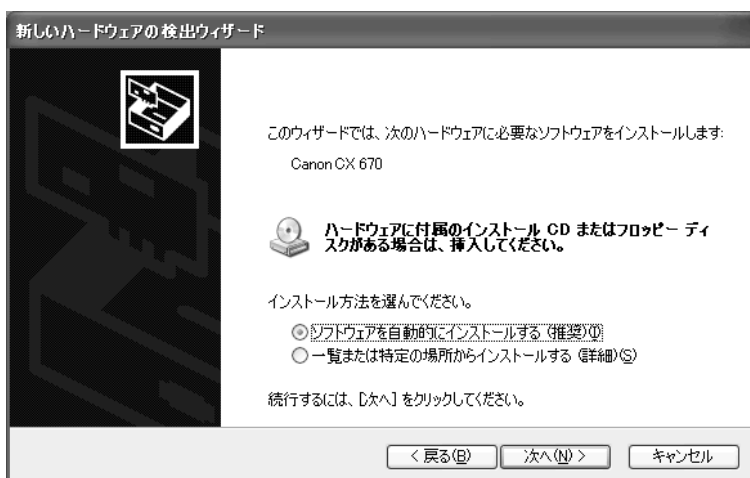 新しいハードウェアの検出ウィザード
このウィザードでは、次のハードウェアに必要なソフトウェアをインストールします:
Canon CX 670
ハードウェアに付属のインストール CD またはフロッピー ディ
スクがある場合は、挿入してください。
インストール方法を選んでください。
ソフトウェアを自動的にインストールする (推奨)(I)
一覧または特定の場所からインストールする (詳細)(S)
続行するには、[次へ] をクリックしてください。
< 戻る(B) 次へ(N) > キャンセル